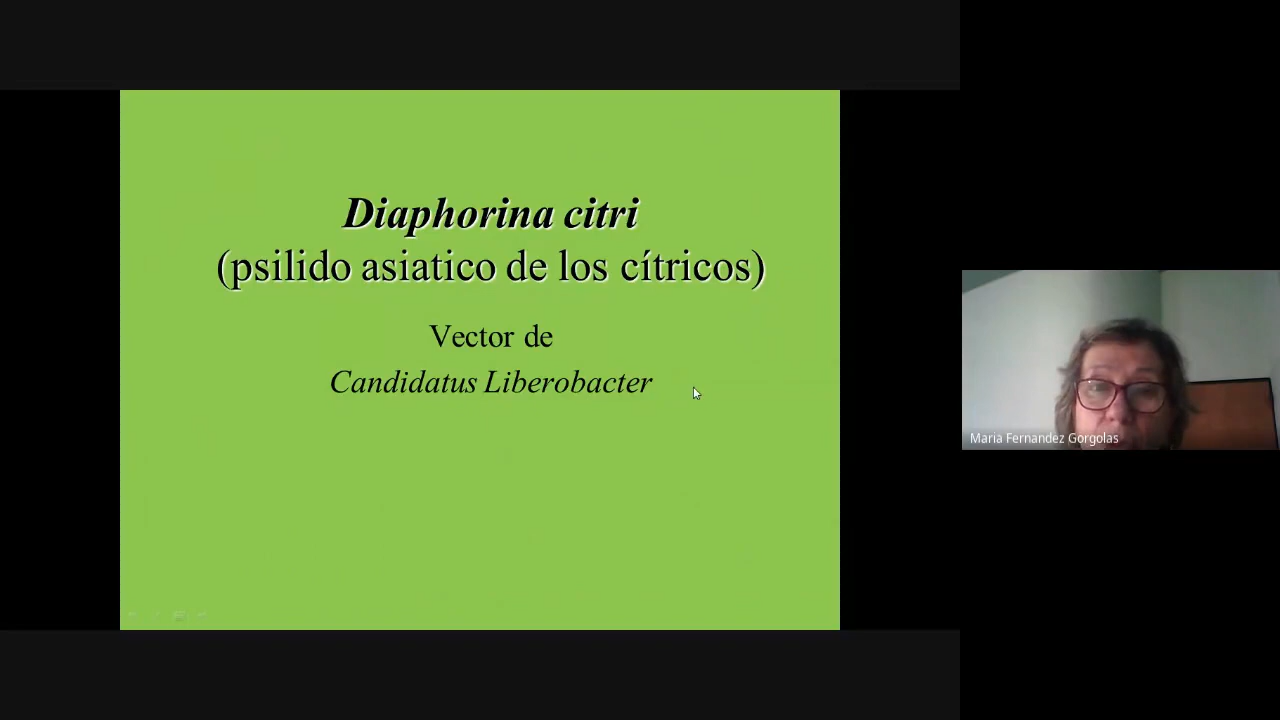 Diaphorina citri
(psilido asiatico de los cítricos)
Vector de
Candidatus Liberobacter
Maria Fernandez Gorgolas